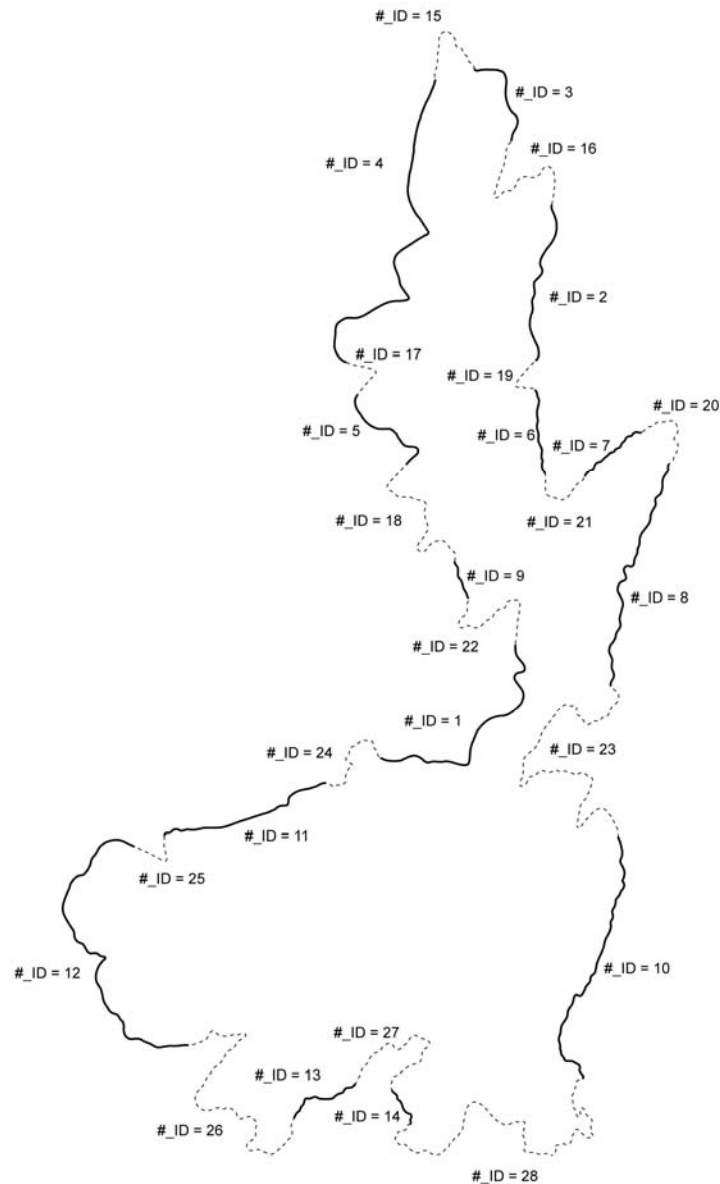 #_ID = 15
#_ID = 3
#_ID = 16
#_ID = 4
#_ID = 2
#_ID = 17
#_ID = 19
#_ID = 20
#_ID = 5
#_ID = 6
#_ID = 7
#_ID = 18
#_ID = 21
#_ID = 9
#_ID = 8
#_ID = 22
#_ID = 1
#_ID = 24
#_ID = 23
#_ID = 11
#_ID = 25
#_ID = 12
#_ID = 10
#_ID = 27
#_ID = 13
#_ID = 14
#_ID = 26
#_ID = 28